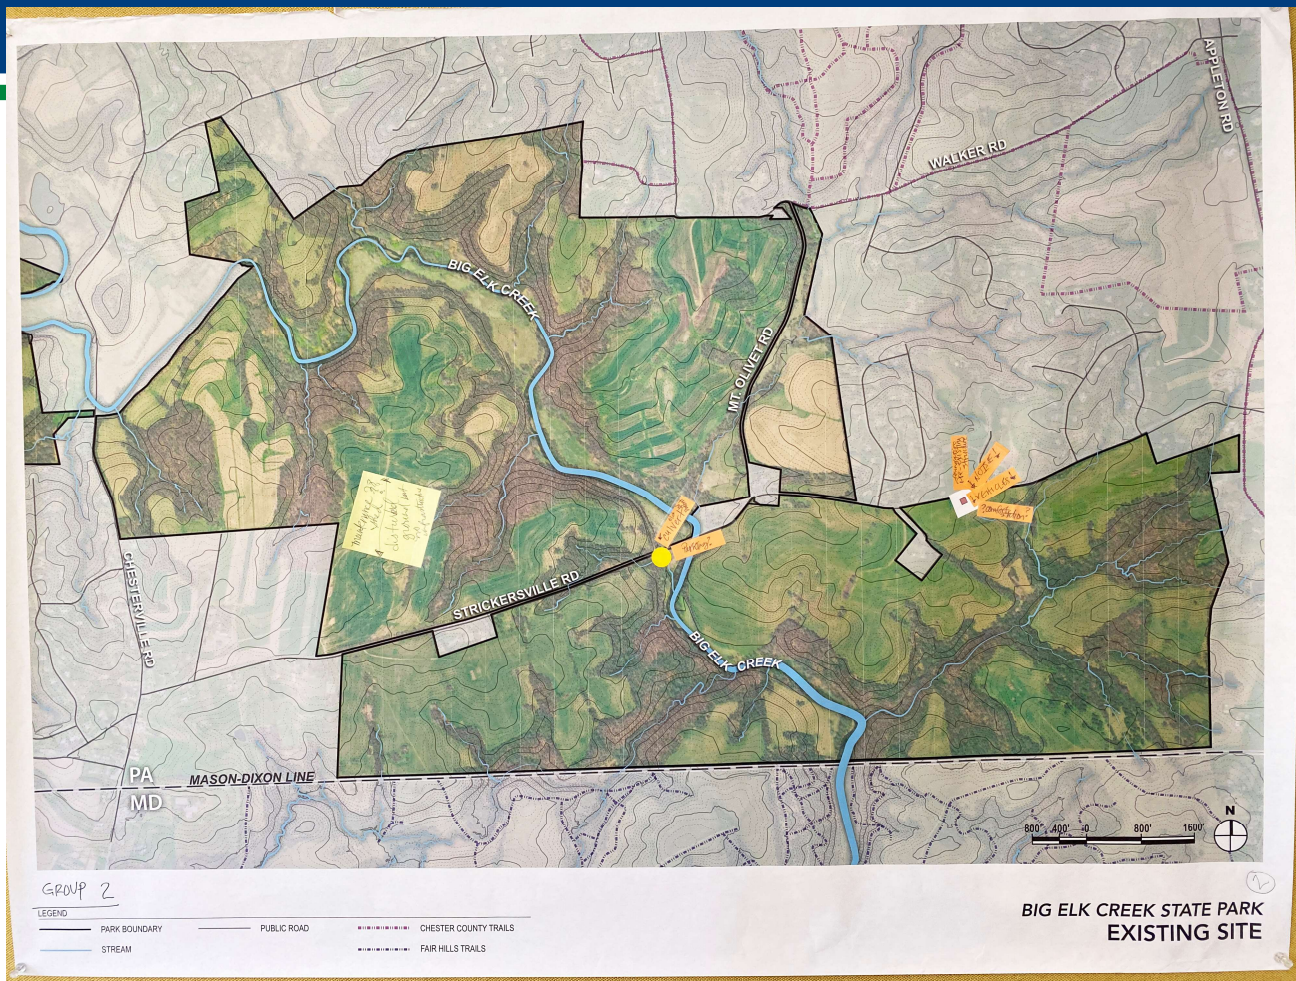 APPLETON RD
WALKER RD
BIG ELK CREEK
MT. OLIVET RD
STRICKERSVILLE RD
CHESTERVILLE RD
BIG ELK CREEK
PA
MASON-DIXON LINE
MD
N
800' 400' 0 800' 1600'
GROUP 2
2
LEGEND
PARK BOUNDARY
PUBLIC ROAD
CHESTER COUNTY TRAILS
STREAM
FAIR HILLS TRAILS
BIG ELK CREEK STATE PARK
EXISTING SITE